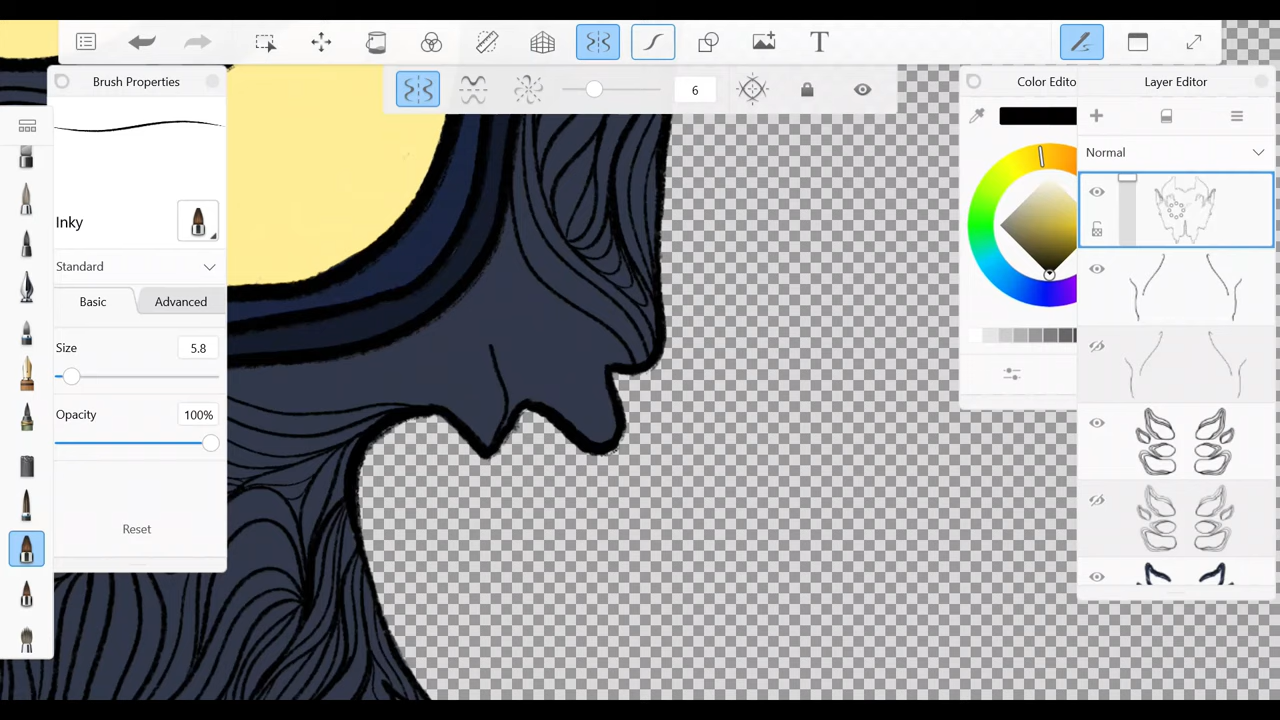 T
Brush Properties
6
Color Edito
Layer Editor
Normal
Inky
Standard
Basic
Advanced
Size
5.8
Opacity
100%
Reset